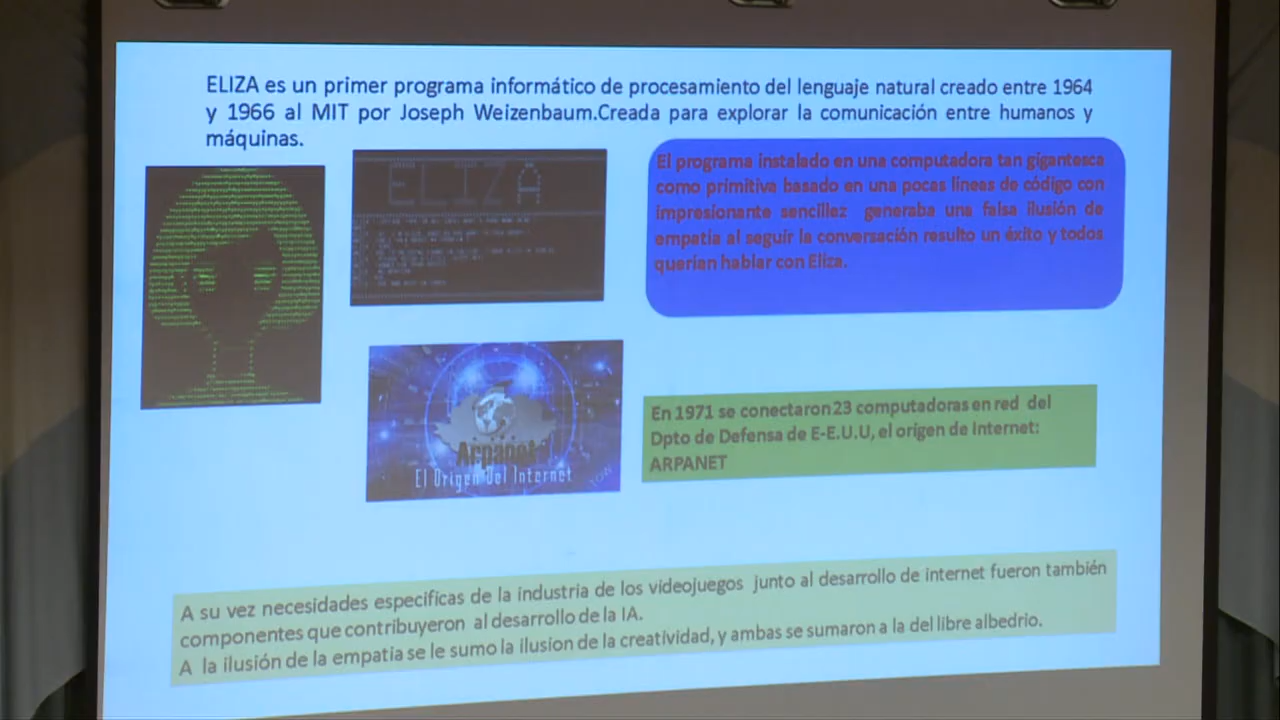 ELIZA es un primer programa informático de procesamiento del lenguaje natural creado entre 1964
y 1966 al MIT por Joseph Weizenbaum.Creada para explorar la comunicación entre humanos y
máquinas.
ELIZA
El programa instalado en una computadora tan gigantesca
como primitiva basado en una pocas líneas de código con
impresionante sencillez generaba una falsa ilusión de
empatia al seguir la conversación resulto un éxito y todos
querían hablar con Eliza.
Arpanet
El Origen del Internet
En 1971 se conectaron 23 computadoras en red del
Dpto de Defensa de E-E.U.U, el origen de Internet:
ARPANET
A su vez necesidades especificas de la industria de los videojuegos junto al desarrollo de internet fueron también
componentes que contribuyeron al desarrollo de la IA.
A la ilusión de la empatia se le sumo la ilusion de la creatividad, y ambas se sumaron a la del libre albedrio.